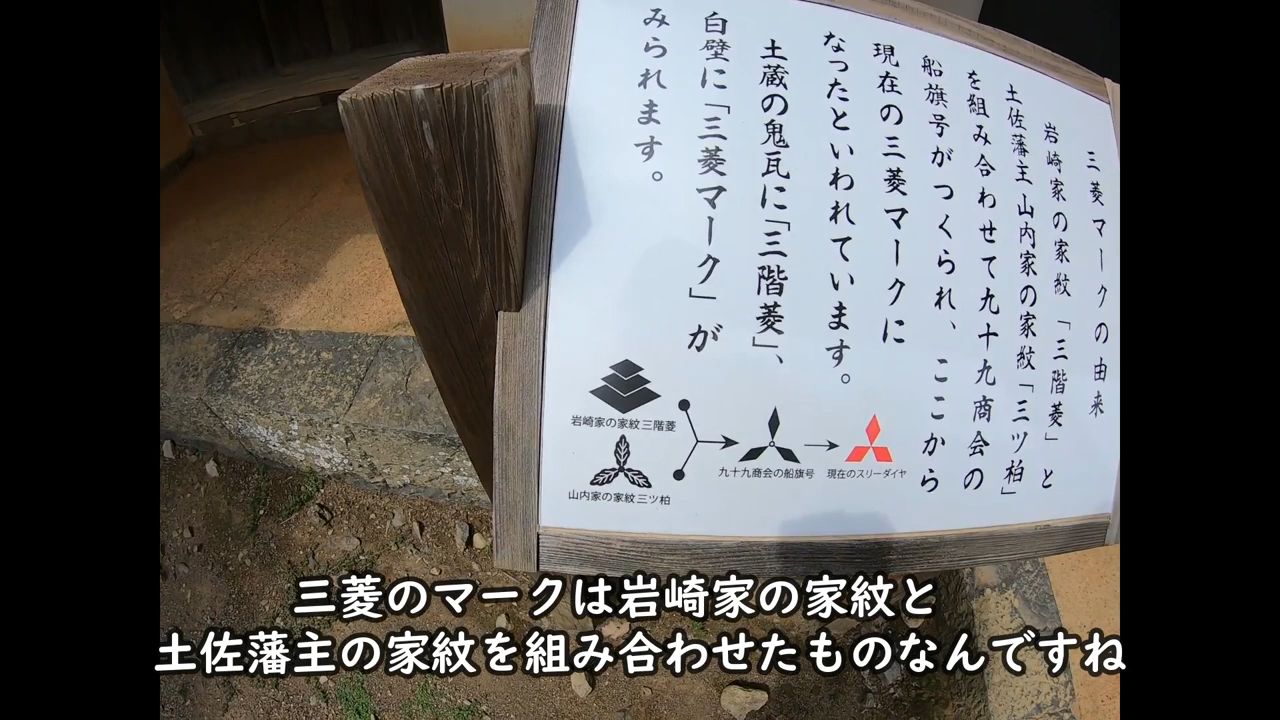 三菱マークの由来
岩崎家の家紋「三階菱」と
土佐藩主山内家の家紋「三ツ柏」
を組み合わせて九十九商会の
船旗号がつくられ、ここから
現在の三菱マークに
なったといわれています。
土蔵の鬼瓦に「三階菱」、
白壁に「三菱マーク」が
みられます。
岩崎家の家紋三階菱
山内家の家紋三ツ柏
九十九商会の船旗号
現在のスリーダイヤ
三菱のマークは岩崎家の家紋と
土佐藩主の家紋を組み合わせたものなんですね